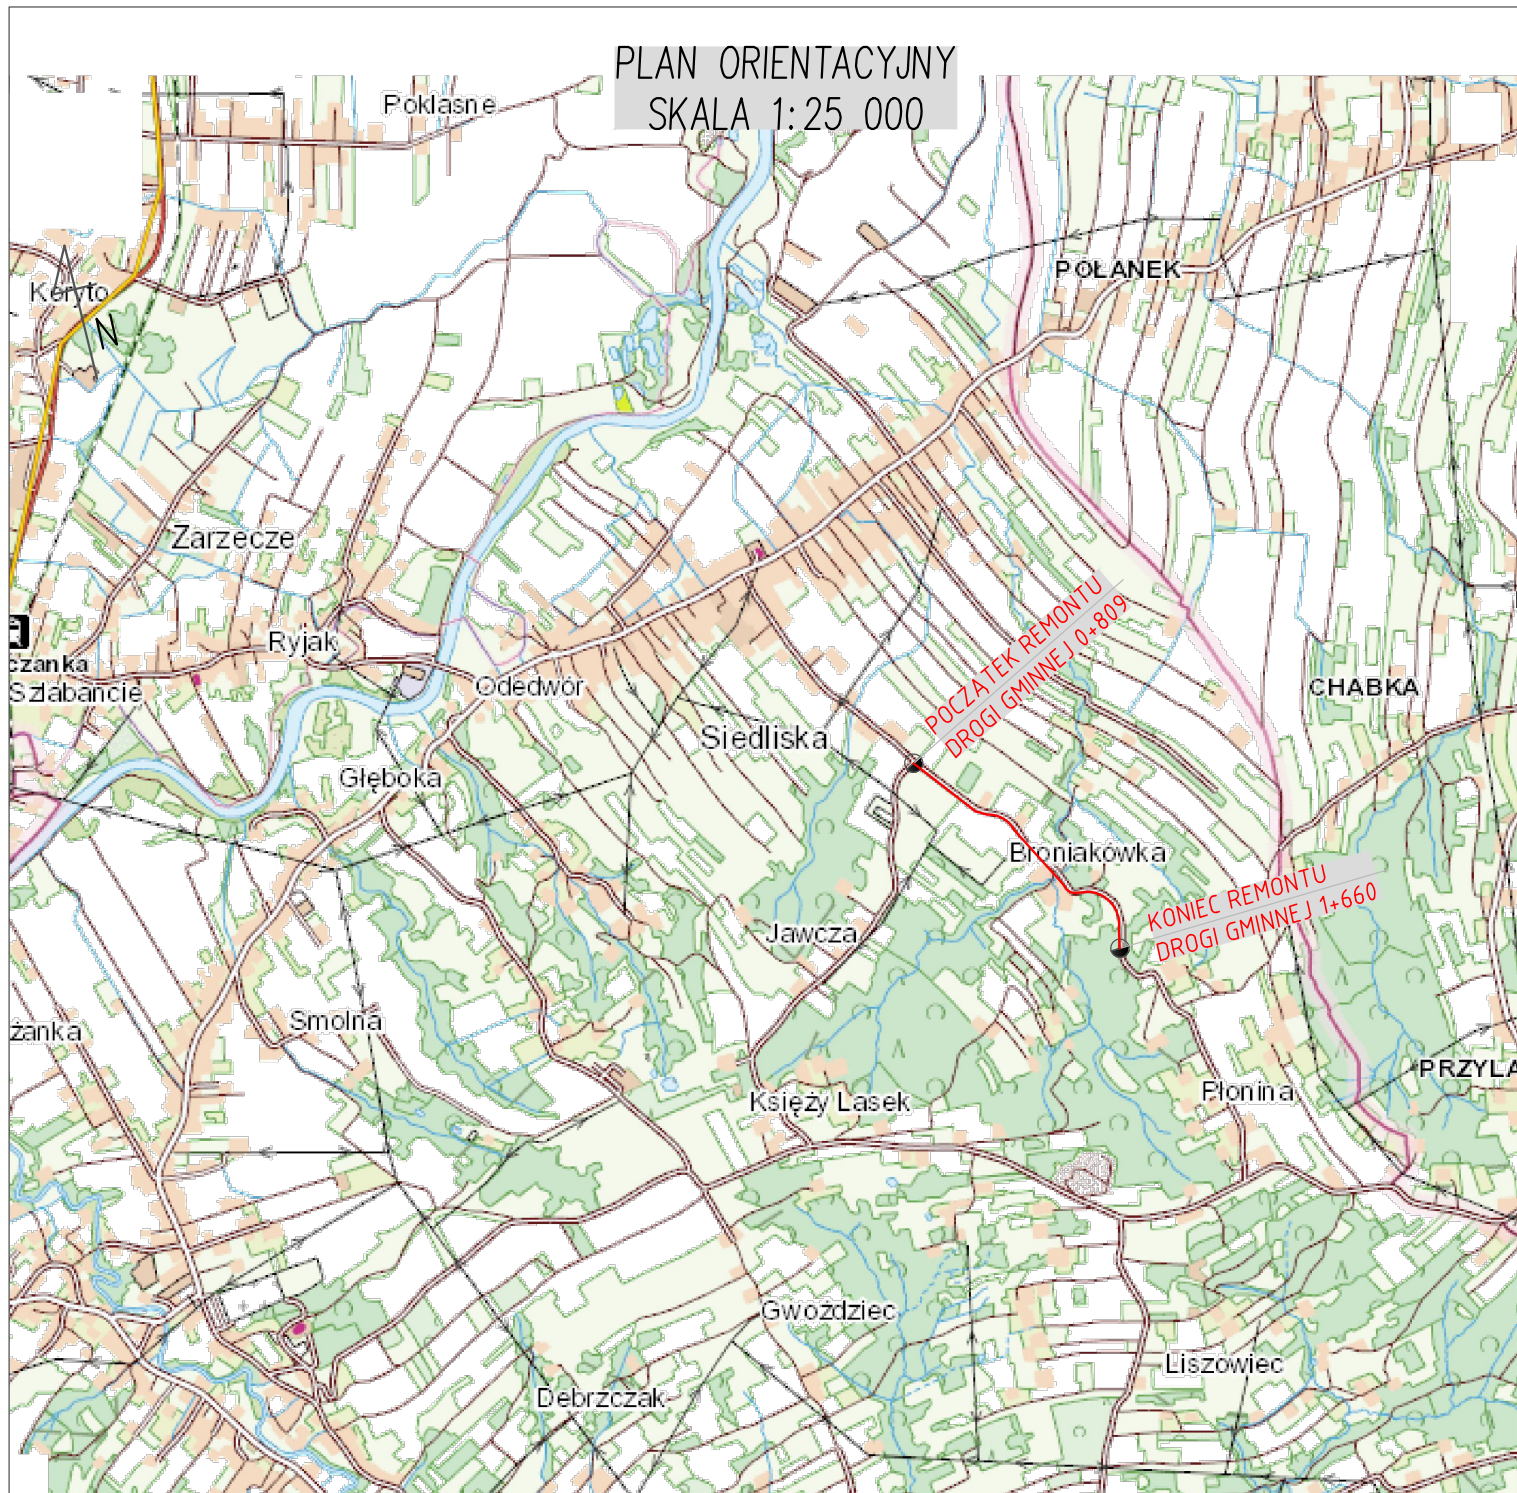 PLAN ORIENTACYJNY
SKALA 1:25 000
Poklasne
POŁANEK
N
Zarzecze
Ryjak
czanka
Szlabańcie
Odedwór
CHABKA
POCZĄTEK REMONTU
DROGI GMINNEJ 0+809
Siedliska
Głęboka
Broniakówka
KONIEC REMONTU
DROGI GMINNEJ 1+660
Jawcza
Smolna
żanka
PRZYLA
Księży Lasek
Płonina
Gwoździec
Liszowiec
Debrzczak